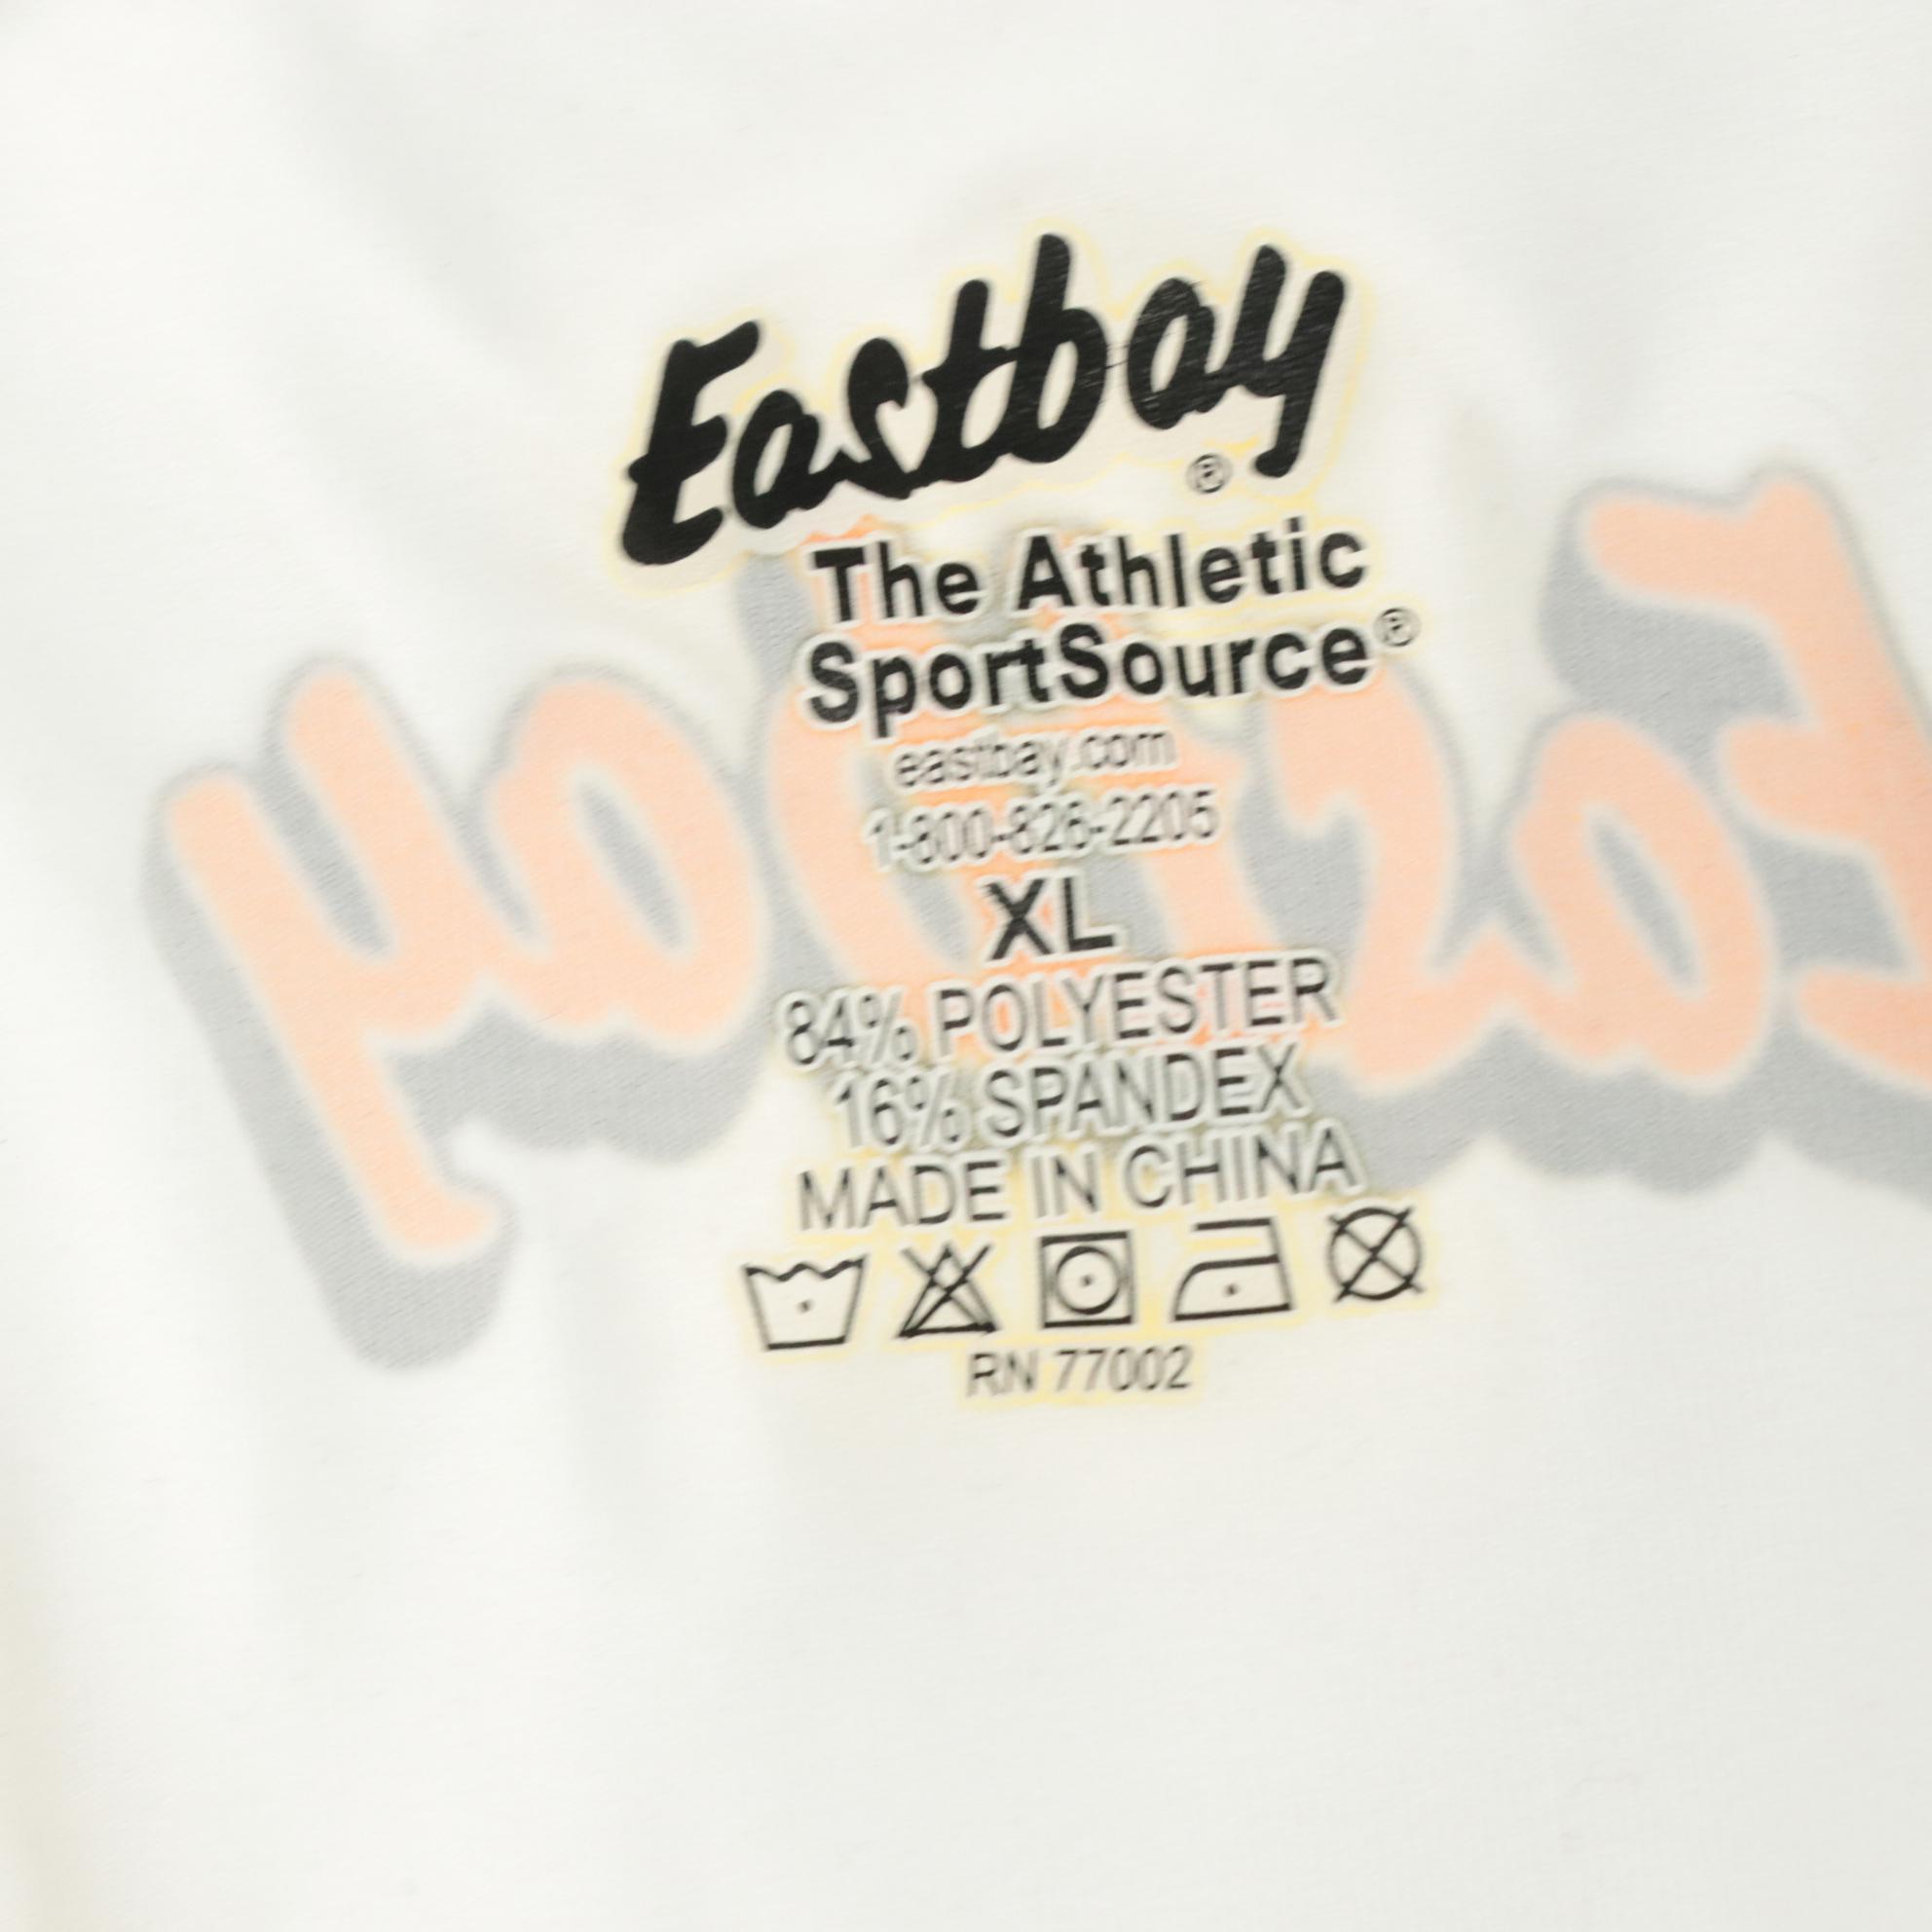 Eastbay®
The Athletic
SportSource®
eastbay.com
1-800-826-2205
XL
84% POLYESTER
16% SPANDEX
MADE IN CHINA
RN 77002
Eastbay